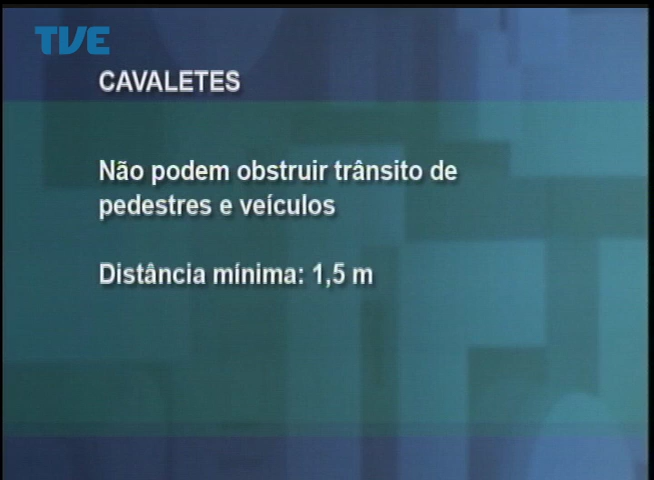 TVE
CAVALETES
Não podem obstruir trânsito de
pedestres e veículos
Distância mínima: 1,5 m